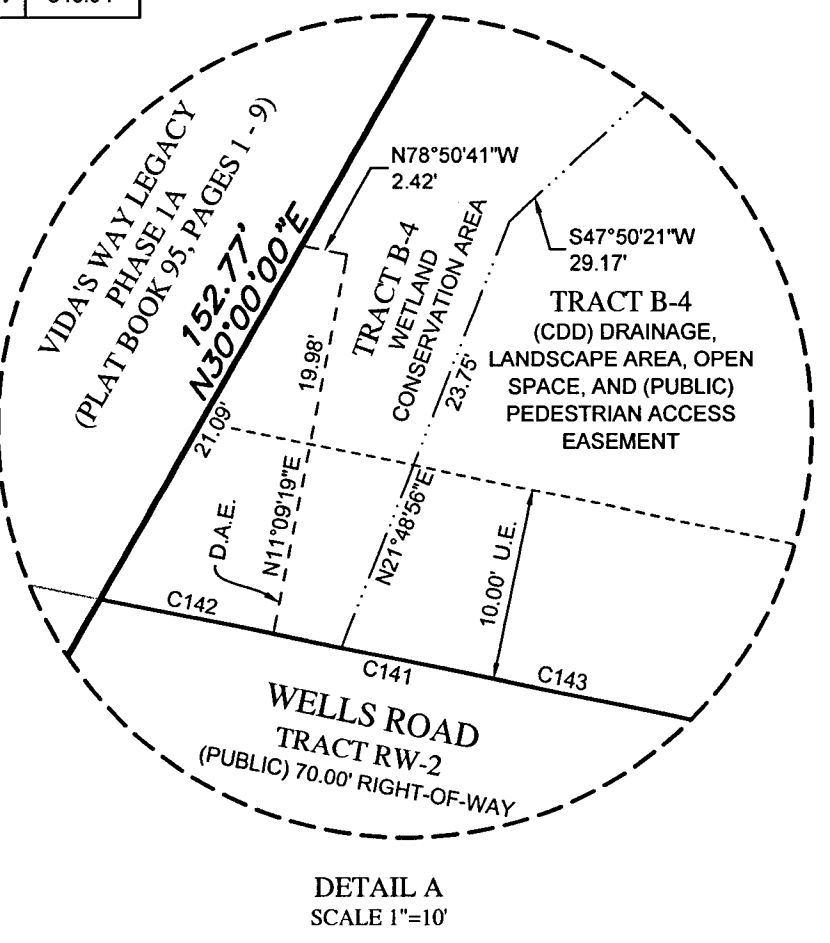 VIDA'S WAY LEGACY
PHASE 1A
(PLAT BOOK 95, PAGES 1 - 9)
152.77'
N30°00'00"E
N78°50'41"W
2.42'
TRACT B-4
WETLAND
CONSERVATION AREA
S47°50'21"W
29.17'
TRACT B-4
(CDD) DRAINAGE,
LANDSCAPE AREA, OPEN
SPACE, AND (PUBLIC)
PEDESTRIAN ACCESS
EASEMENT
21.09'
19.98'
23.75'
D.A.E.
N11°09'19"E
N21°48'56"E
10.00' U.E.
C142
C141
C143
WELLS ROAD
TRACT RW-2
(PUBLIC) 70.00' RIGHT-OF-WAY
DETAIL A
SCALE 1"=10'